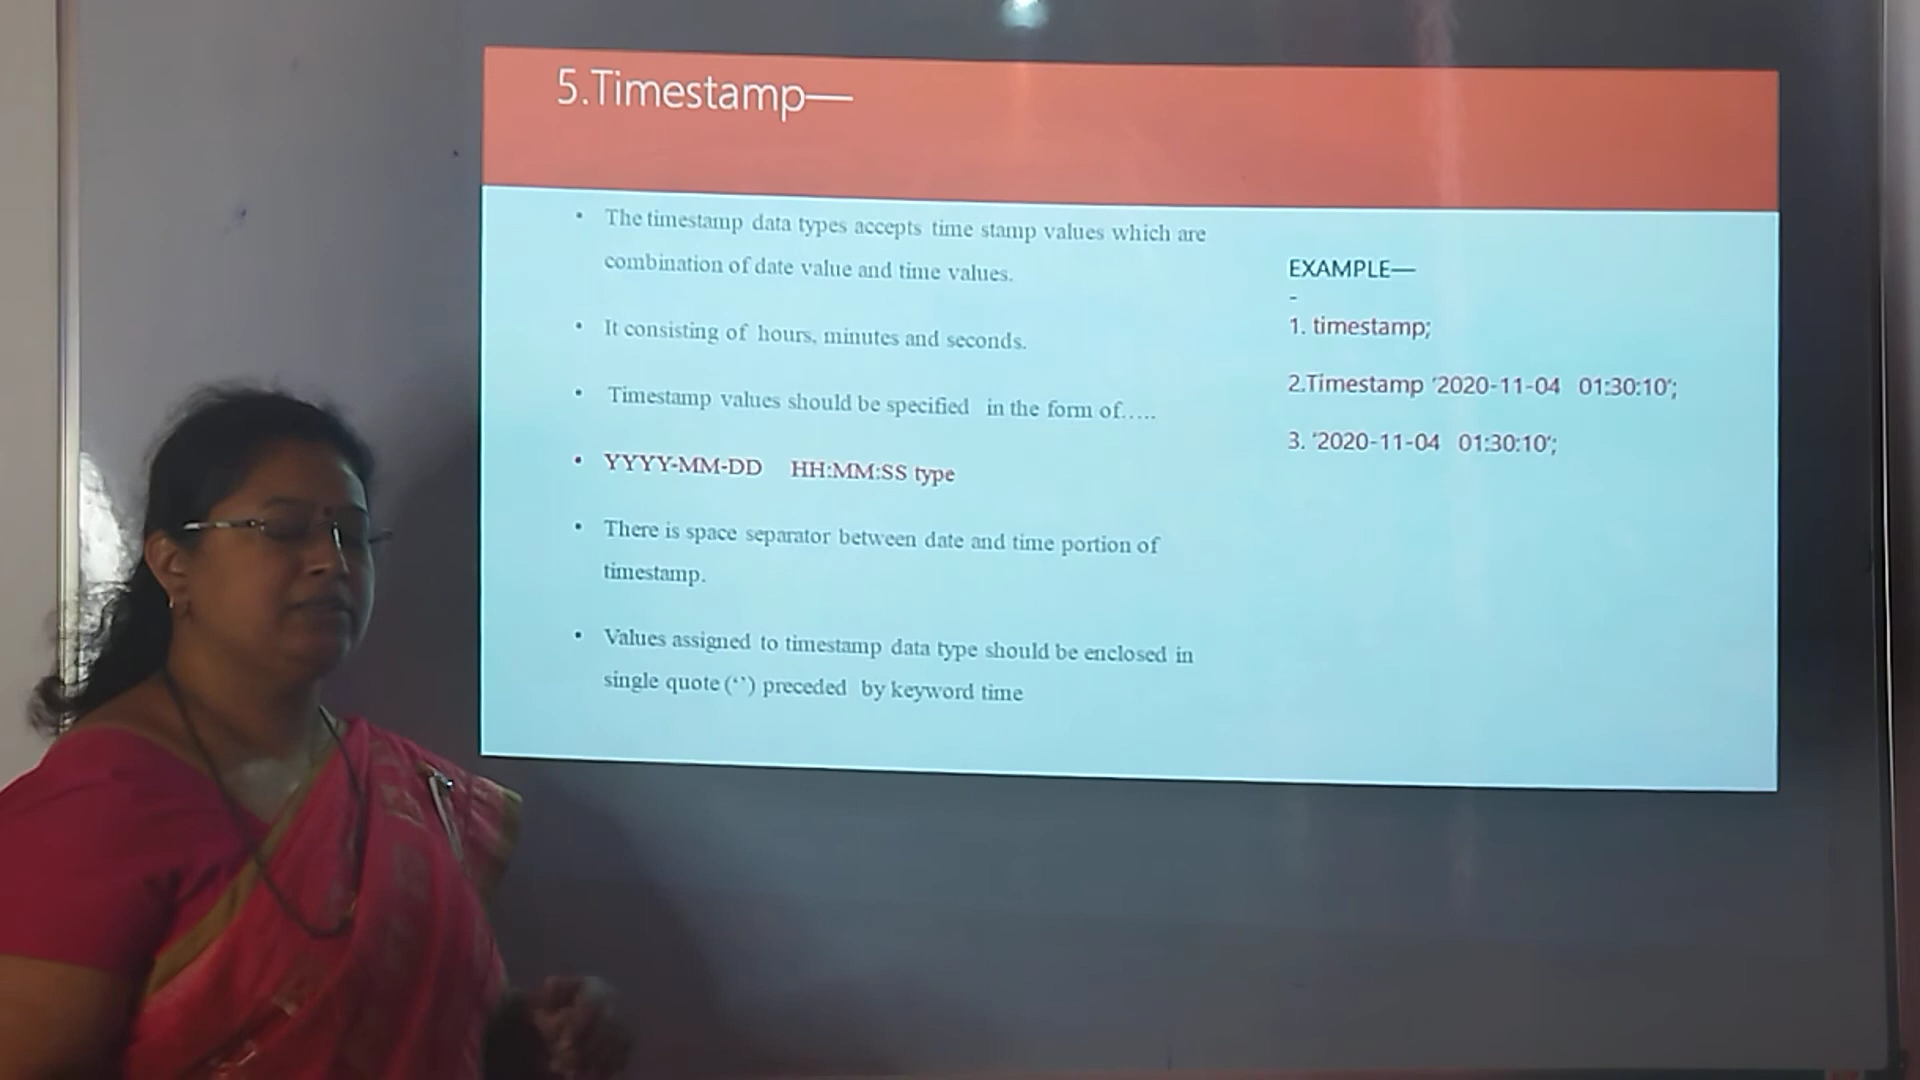 5.Timestamp—
• The timestamp data types accepts time stamp values which are
combination of date value and time values.
• It consisting of hours, minutes and seconds.
• Timestamp values should be specified in the form of.….
• YYYY-MM-DD HH:MM:SS type
• There is space separator between date and time portion of
timestamp.
• Values assigned to timestamp data type should be enclosed in
single quote (‘’) preceded by keyword time
EXAMPLE—
-
1. timestamp;
2.Timestamp ‘2020-11-04 01:30:10’;
3. ‘2020-11-04 01:30:10’;